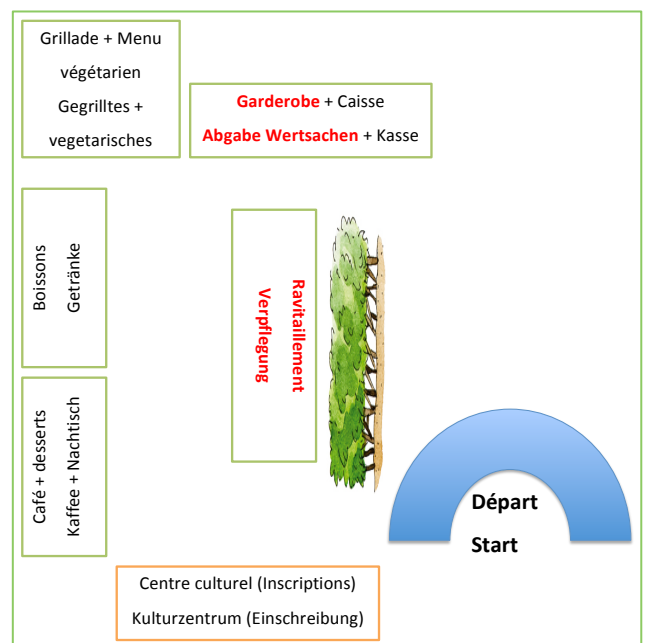 Grillade + Menu
végétarien
Gegrilltes +
vegetarisches
Garderobe + Caisse
Abgabe Wertsachen + Kasse
Boissons
Getränke
Ravitaillement
Verpflegung
Café + desserts
Kaffee + Nachtisch
Départ
Start
Centre culturel (Inscriptions)
Kulturzentrum (Einschreibung)